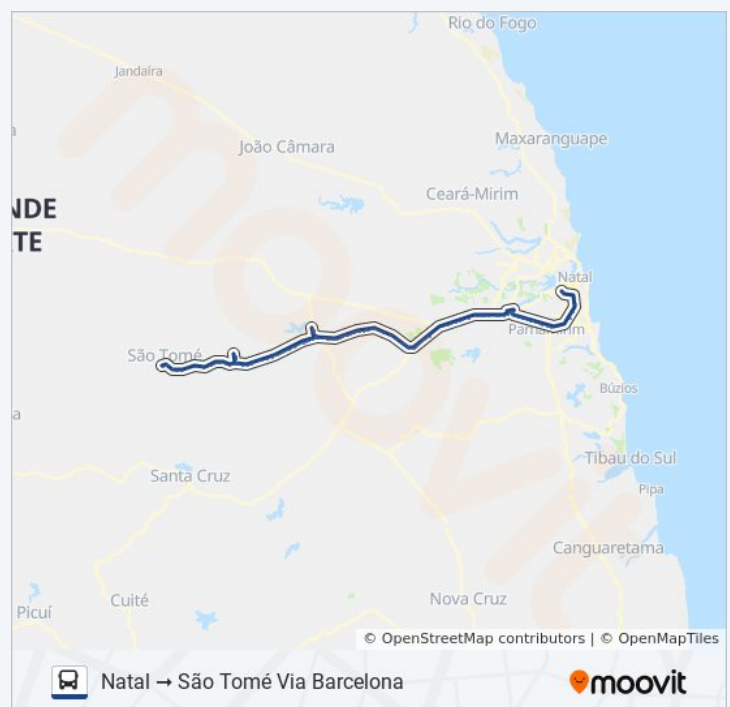 Rio do Fogo
Jandaíra
João Câmara
Maxaranguape
Ceará-Mirim
NDE
TE
Natal
Parnamirim
São Tomé
Búzios
Tibau do Sul
Santa Cruz
Pipa
Canguaretama
Picuí
Cuité
Nova Cruz
moovit
© OpenStreetMap contributors | © OpenMapTiles
Natal → São Tomé Via Barcelona
moovit